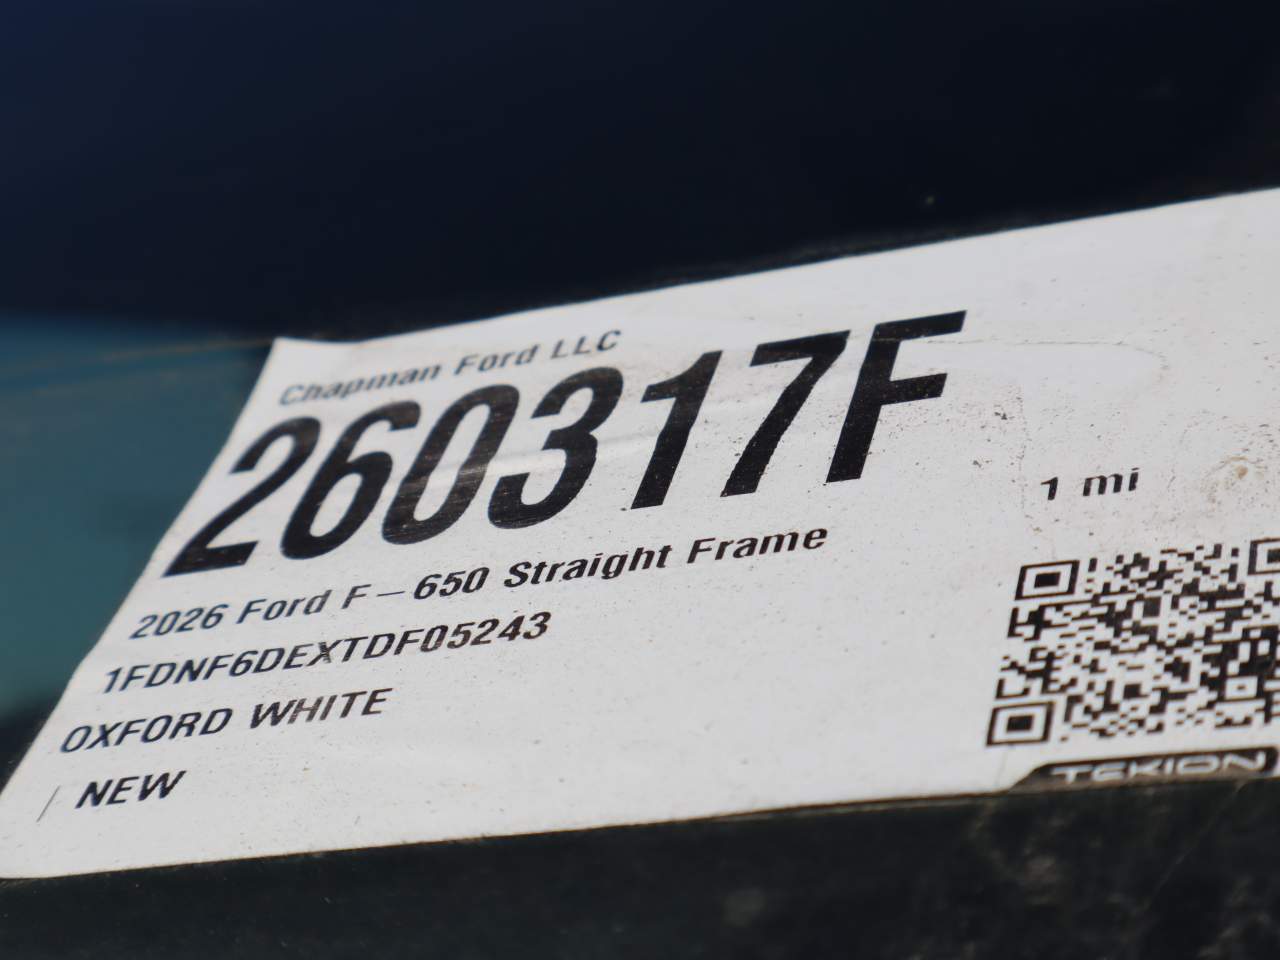 Chapman Ford LLC
260317F
1 mi
2026 Ford F-650 Straight Frame
1FDNF6DEXTDF05243
OXFORD WHITE
/ NEW
TEKION